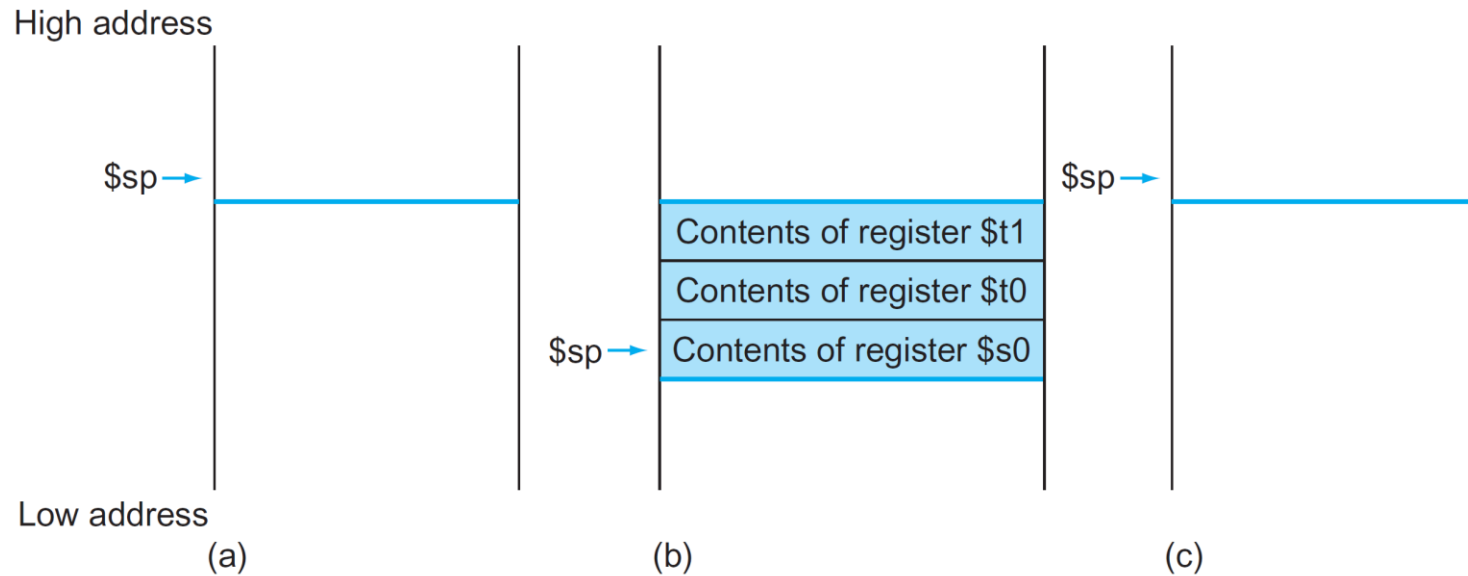 High address
$sp
$sp
Contents of register $t1
Contents of register $t0
$sp
Contents of register $s0
Low address
(a)
(b)
(c)